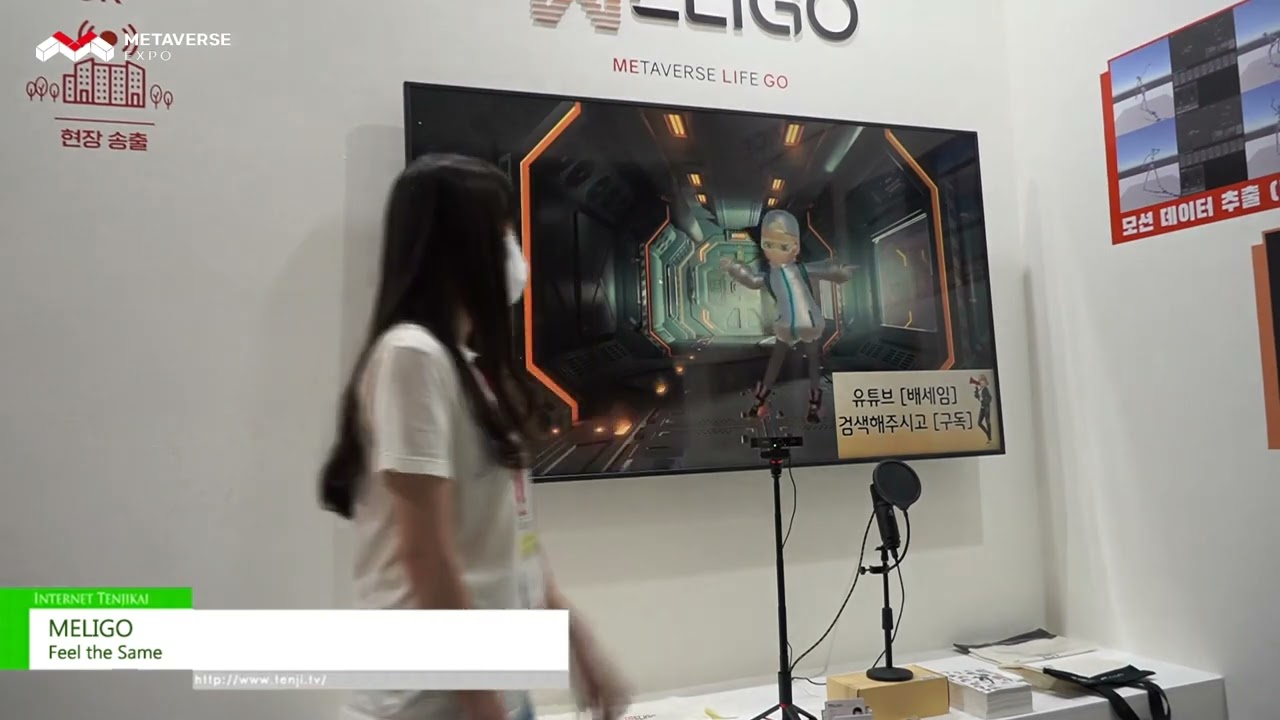 METAVERSE
EXPO
현장 송출
MELIGO
METAVERSE LIFE GO
모션 데이터 추출
유튜브 [배세임]
검색해주시고 [구독]
INTERNET TENJIKAI
MELIGO
Feel the Same
http://www.tenji.tv/